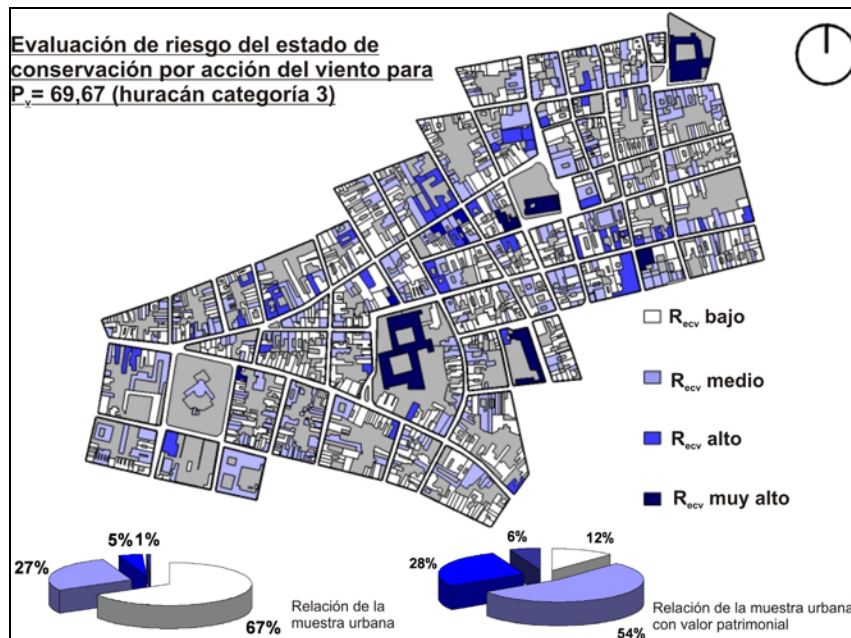 Evaluación de riesgo del estado de
conservación por acción del viento para
Pv= 69,67 (huracán categoría 3)
Recv bajo
Recv medio
Recv alto
Recv muy alto
5% 1%
27%
67%
Relación de la
muestra urbana
6%
12%
28%
54%
Relación de la muestra urbana
con valor patrimonial